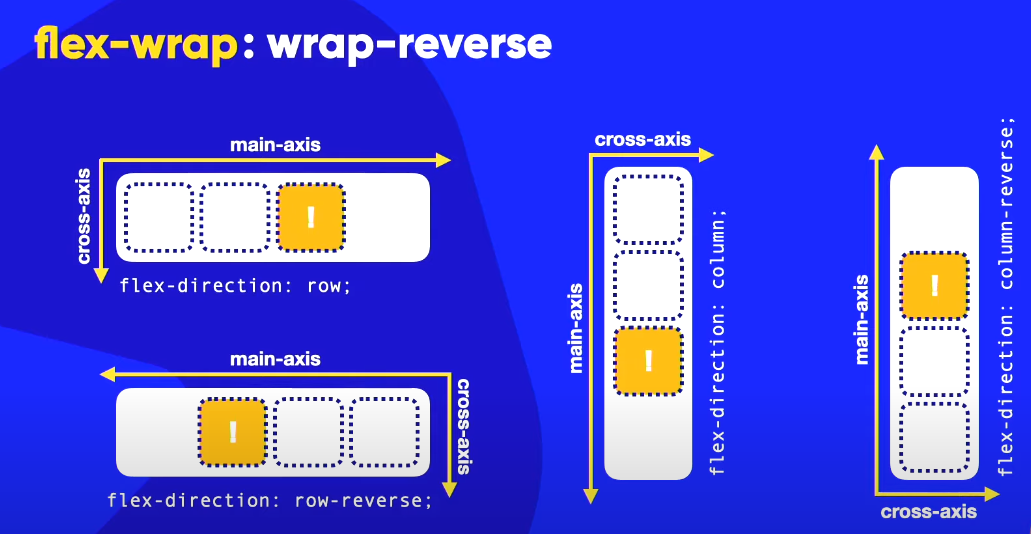 flex-wrap: wrap-reverse
main-axis
cross-axis
!
flex-direction: row;
main-axis
cross-axis
!
flex-direction: row-reverse;
cross-axis
main-axis
!
flex-direction: column;
main-axis
!
flex-direction: column-reverse;
cross-axis